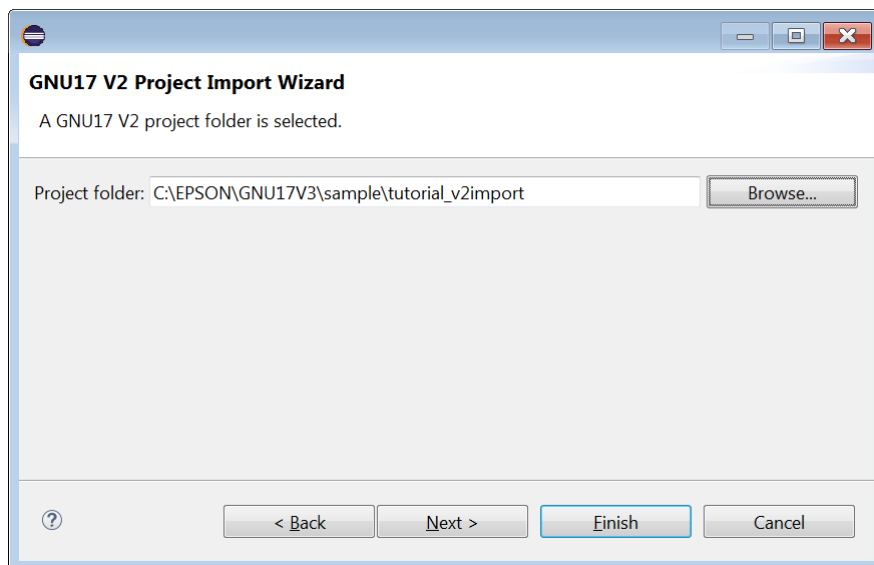 GNU17 V2 Project Import Wizard
A GNU17 V2 project folder is selected.
Project folder: C:\EPSON\GNU17V3\sample\tutorial_v2import Browse...
? < Back Next > Finish Cancel